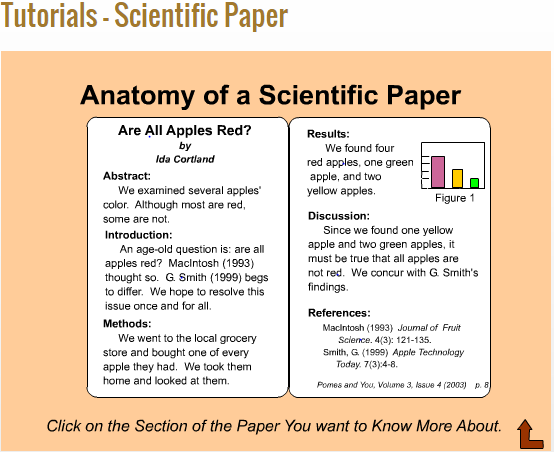 Tutorials - Scientific Paper
Anatomy of a Scientific Paper
Are All Apples Red?
by
Ida Cortland
Abstract:
We examined several apples'
color. Although most are red,
some are not.
Introduction:
An age-old question is: are all
apples red? MacIntosh (1993)
thought so. G. Smith (1999) begs
to differ. We hope to resolve this
issue once and for all.
Methods:
We went to the local grocery
store and bought one of every
apple they had. We took them
home and looked at them.
Results:
We found four
red apples, one green
apple, and two
yellow apples.
Figure 1
Discussion:
Since we found one yellow
apple and two green apples, it
must be true that all apples are
not red. We concur with G. Smith's
findings.
References:
MacIntosh (1993) Journal of Fruit
Science. 4(3): 121-135.
Smith, G. (1999) Apple Technology
Today. 7(3):4-8.
Pomes and You, Volume 3, Issue 4 (2003) p. 8
Click on the Section of the Paper You want to Know More About.